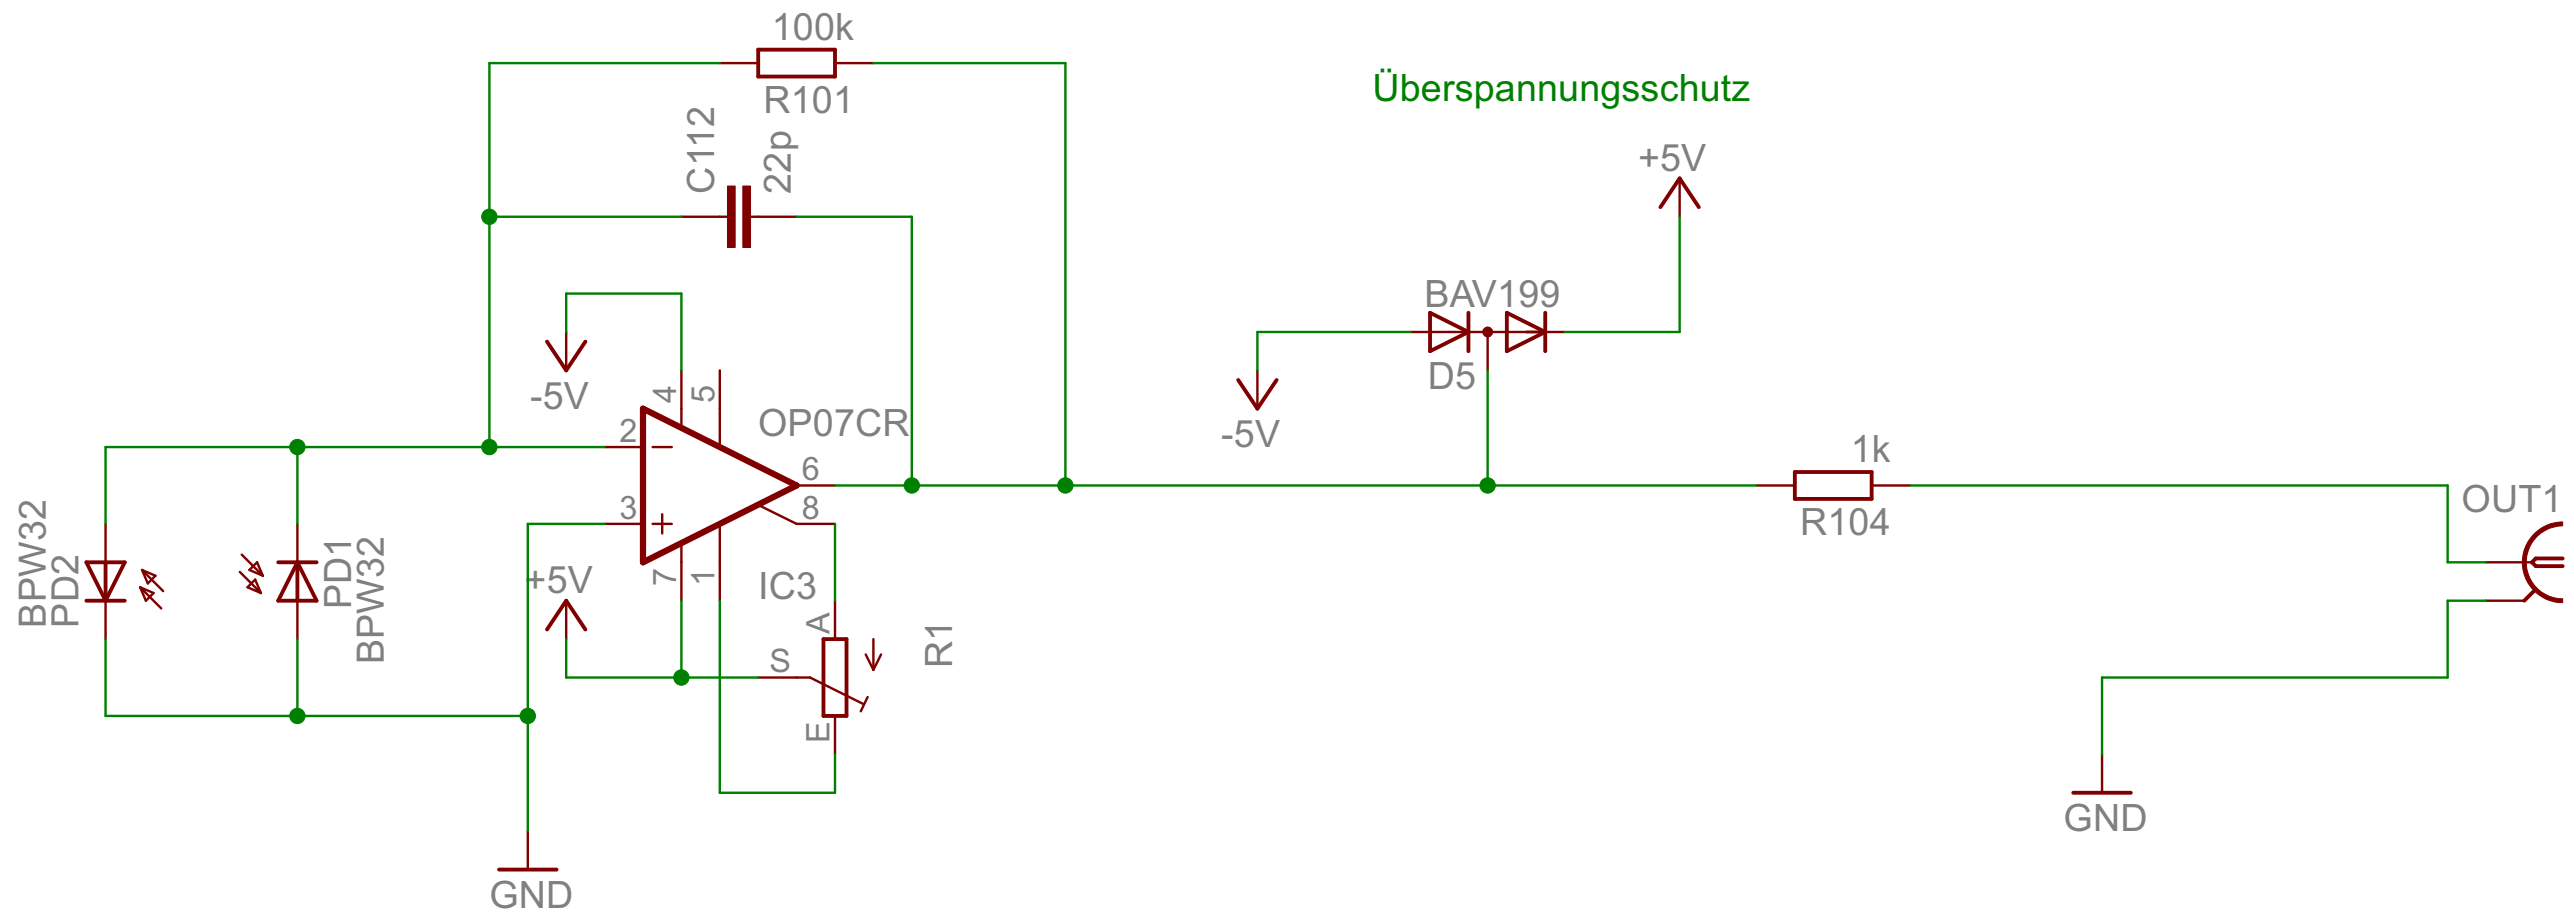 100k
R101
C112
22p
Überspannungsschutz
+5V
BAV199
D5
-5V
-5V
4
5
OP07CR
2
3
6
8
7
1
IC3
+5V
1k
R104
OUT1
BPW32
PD2
PD1
BPW32
A
S
E
R1
GND
GND